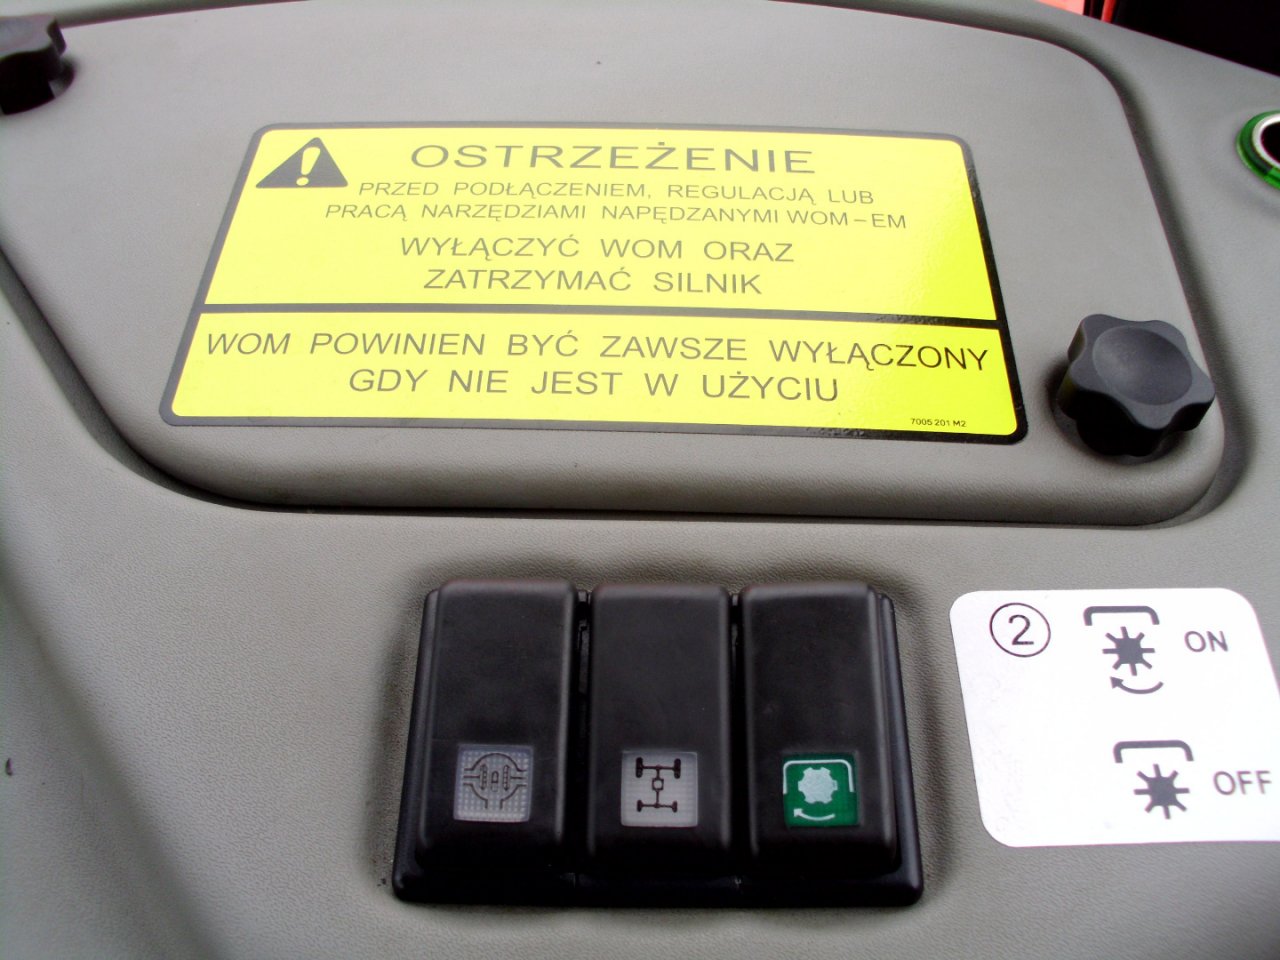 OSTRZEŻENIE
PRZED PODŁĄCZENIEM, REGULACJĄ LUB
PRACĄ NARZĘDZIAMI NAPĘDZANYMI WOM-EM
WYŁĄCZYĆ WOM ORAZ
ZATRZYMAĆ SILNIK
WOM POWINIEN BYĆ ZAWSZE WYŁĄCZONY
GDY NIE JEST W UŻYCIU
7005 201 M2
2
ON
OFF